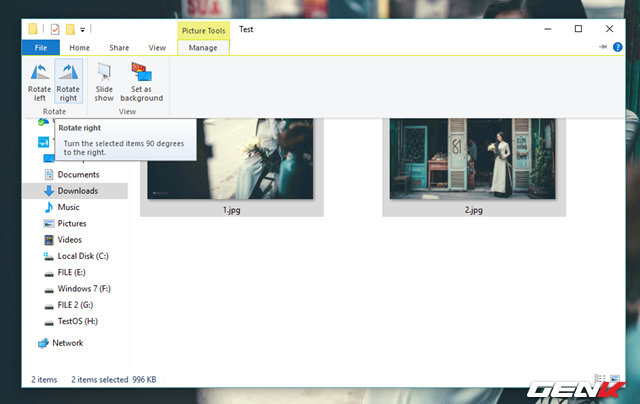 SỬA
Picture Tools
Test
File
Home
Share
View
Manage
Rotate left
Rotate right
Slide show
Set as background
Rotate
View
Rotate right
Turn the selected items 90 degrees
to the right.
Documents
Downloads
Music
Pictures
Videos
Local Disk (C:)
FILE (E:)
Windows 7 (F:)
FILE 2 (G:)
TestOS (H:)
Network
81
1.jpg
2.jpg
2 items
2 items selected
996 KB
GENK